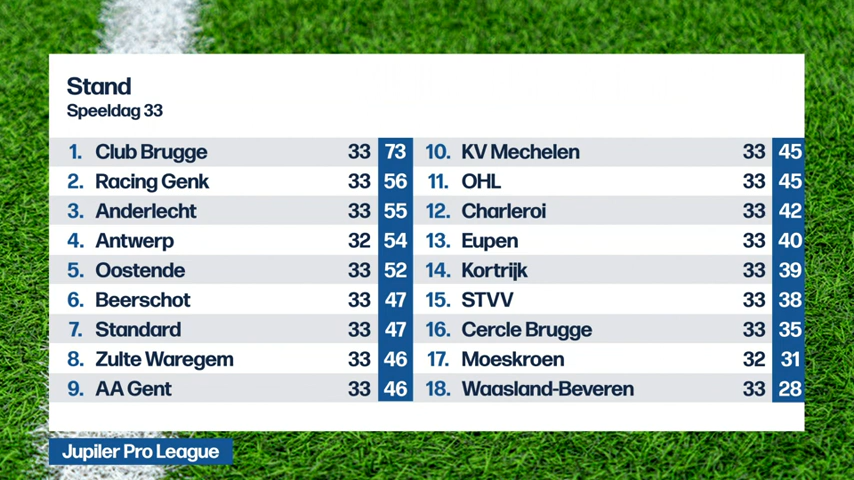 Stand
Speeldag 33
1. Club Brugge 33 73
2. Racing Genk 33 56
3. Anderlecht 33 55
4. Antwerp 32 54
5. Oostende 33 52
6. Beerschot 33 47
7. Standard 33 47
8. Zulte Waregem 33 46
9. AA Gent 33 46
10. KV Mechelen 33 45
11. OHL 33 45
12. Charleroi 33 42
13. Eupen 33 40
14. Kortrijk 33 39
15. STVV 33 38
16. Cercle Brugge 33 35
17. Moeskroen 32 31
18. Waasland-Beveren 33 28
Jupiler Pro League